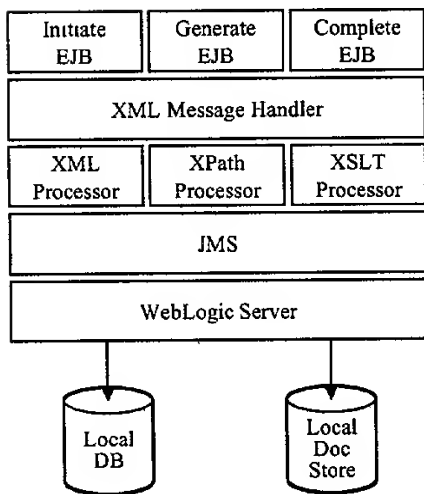 Initiate Generate Complete
EJB EJB EJB
XML Message Handler
XML XPath XSLT
Processor Processor Processor
JMS
WebLogic Server
Local Local
DB Doc
Store